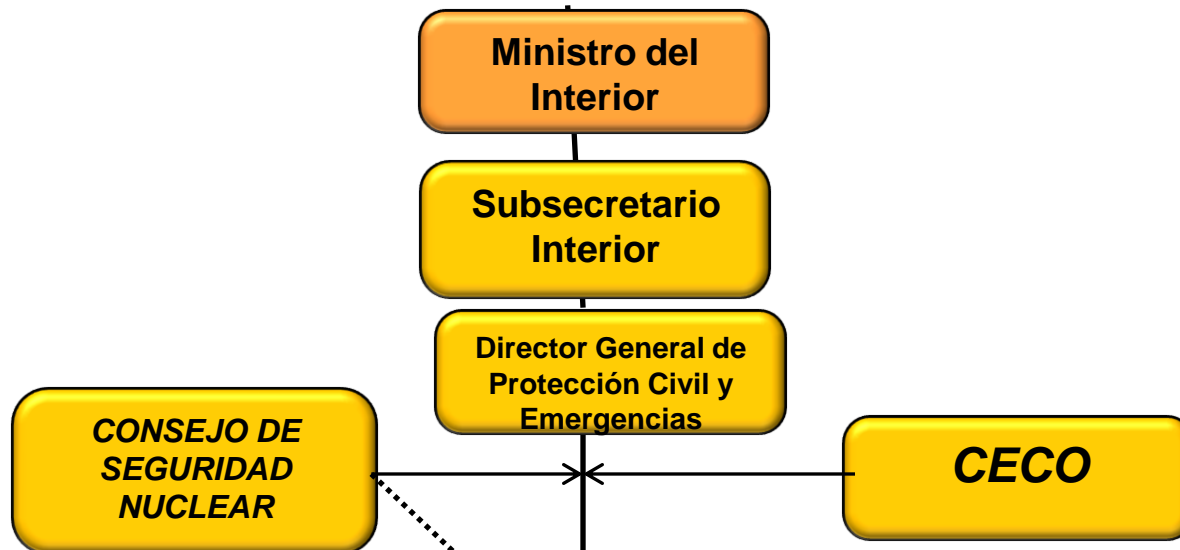 Ministro del
Interior
Subsecretario
Interior
Director General de
Protección Civil y
Emergencias
CONSEJO DE
SEGURIDAD
NUCLEAR
CECO